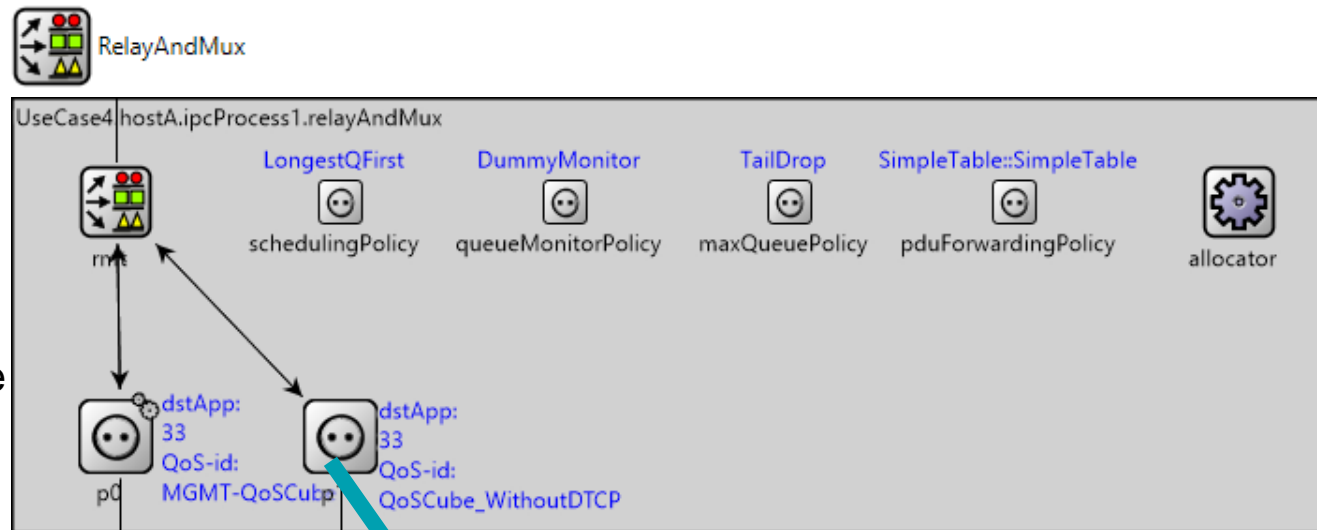 RelayAndMux
UseCase4.hostA.ipcProcess1.relayAndMux
LongestQFirst DummyMonitor TailDrop SimpleTable::SimpleTable
schedulingPolicy queueMonitorPolicy maxQueuePolicy pduForwardingPolicy
allocator
e
dstApp:
33
QoS-id:
MGMT-QoSCube
p0
dstApp:
33
QoS-id:
QoSCube_WithoutDTCP